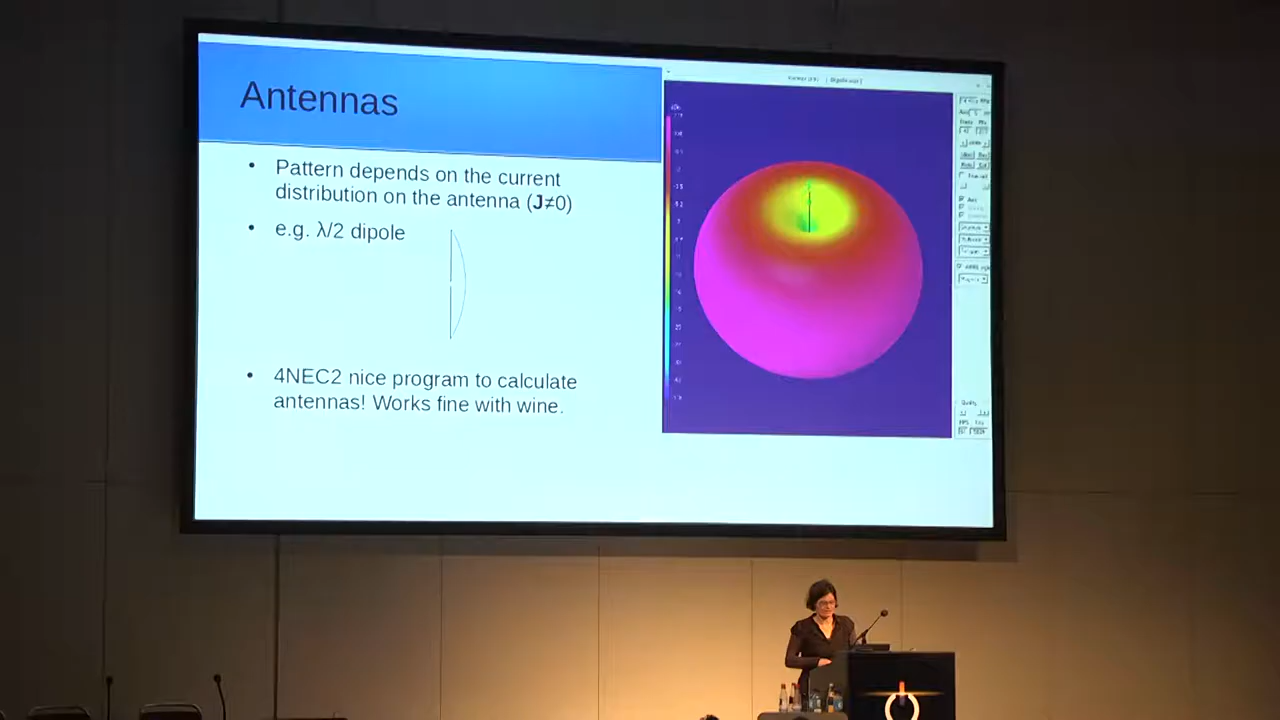 Antennas
• Pattern depends on the current
distribution on the antenna (J≠0)
• e.g. λ/2 dipole
• 4NEC2 nice program to calculate
antennas! Works fine with wine.